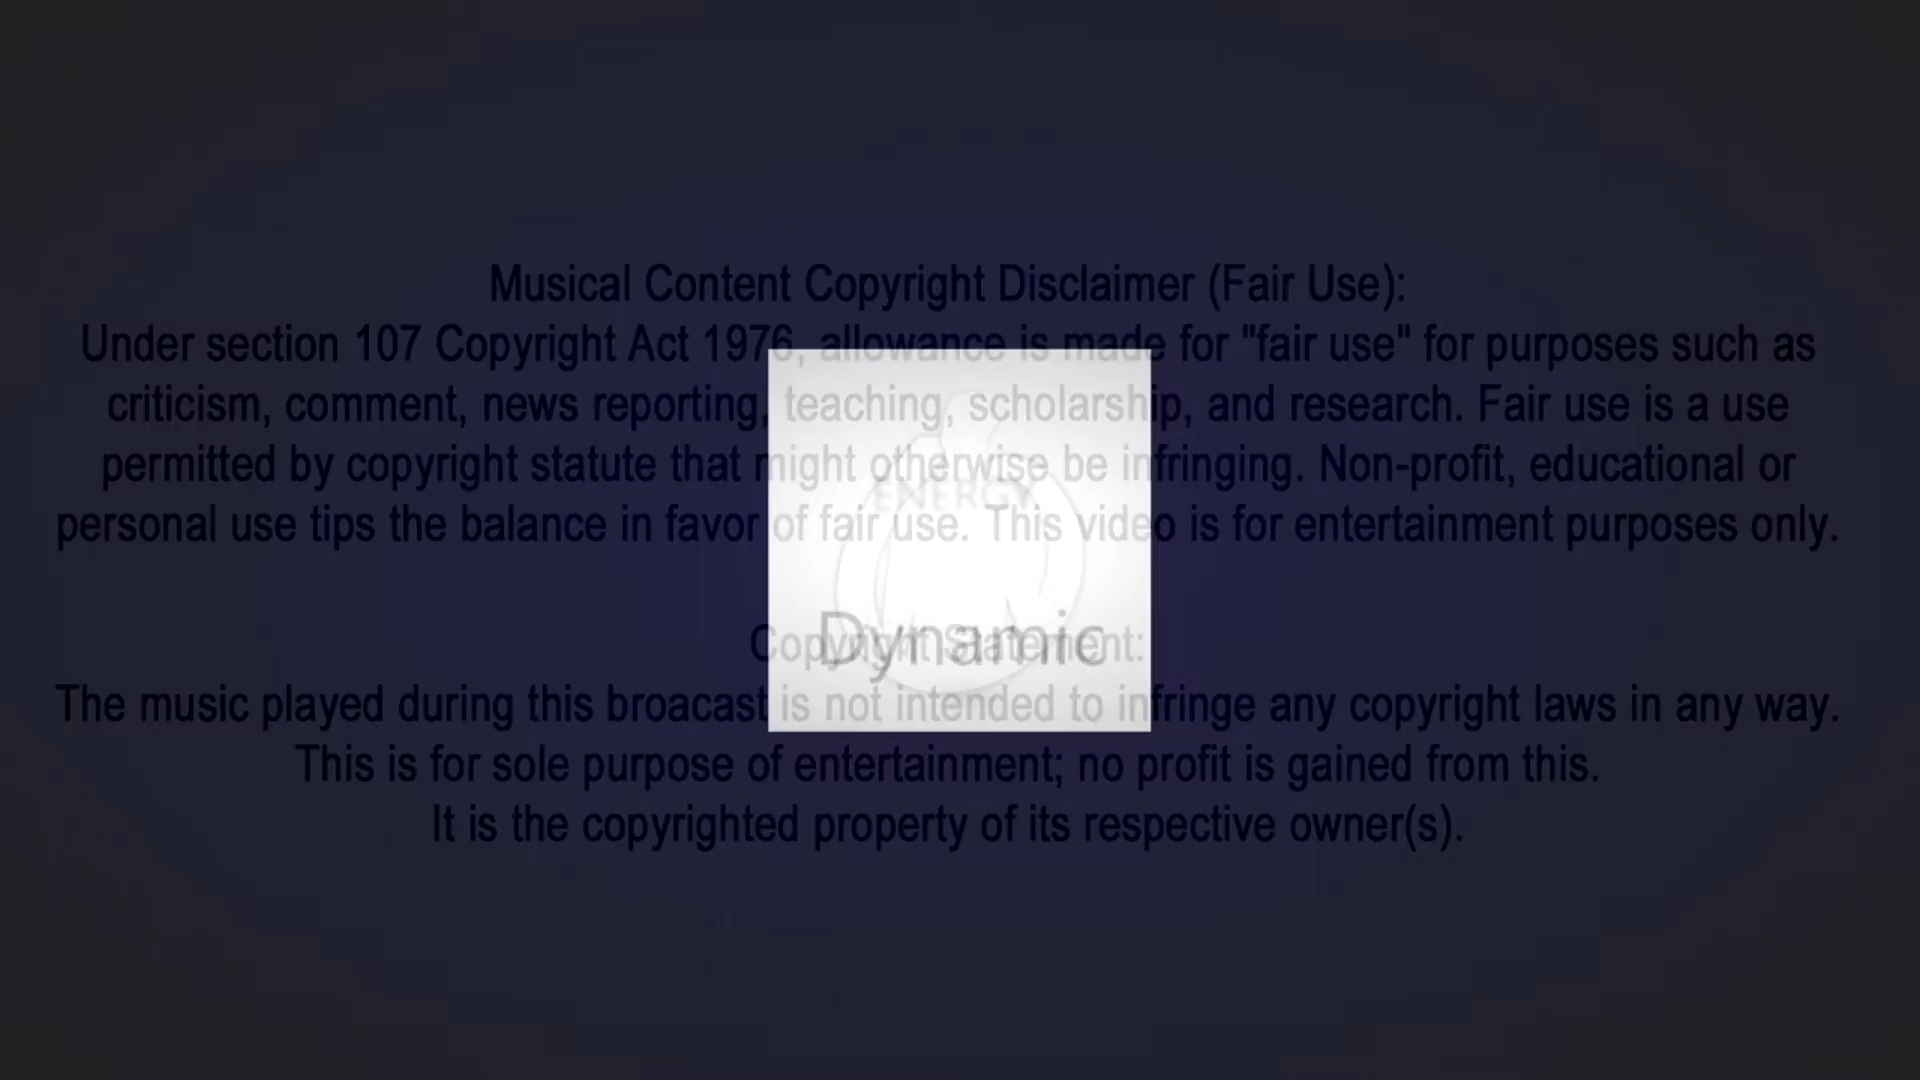 Musical Content Copyright Disclaimer (Fair Use):
Under section 107 Copyright Act 1976, allowance is made for "fair use" for purposes such as
criticism, comment, news reporting, teaching, scholarship, and research. Fair use is a use
permitted by copyright statute that might otherwise be infringing. Non-profit, educational or
ENERGY
personal use tips the balance in favor of fair use. This video is for entertainment purposes only.
Copyright Statement:
Dynamic
The music played during this broacast is not intended to infringe any copyright laws in any way.
This is for sole purpose of entertainment; no profit is gained from this.
It is the copyrighted property of its respective owner(s).